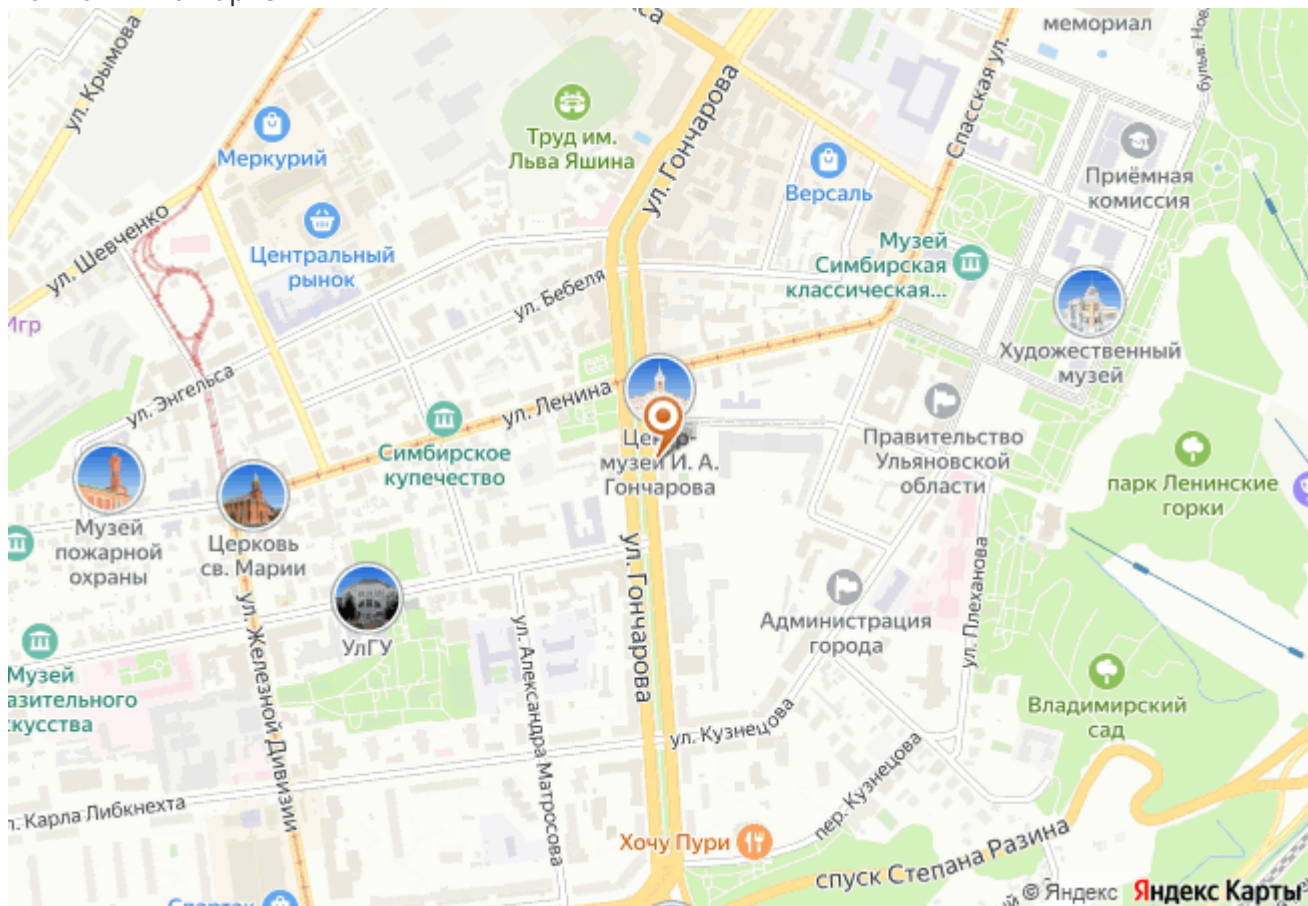 мемориал
ул. Крымова
бульв. Нов
Спасская ул.
ул. Гончарова
Труд им.
Льва Яшина
Меркурий
Версаль
Приёмная
комиссия
ул. Шевченко
Центральный
рынок
Музей
Симбирская
классическая...
ул. Бебеля
Игр
Художественный
музей
ул. Энгельса
ул. Ленина
Симбирское
купечество
музей И. А.
Гончарова
Правительство
Ульяновской
области
парк Ленинские
горки
Музей
пожарной
охраны
Церковь
св. Марии
ул. Гончарова
ул. Плеханова
Администрация
города
УлГУ
ул. Железной Дивизии
ул. Александра Матросова
Музей
азительного
скусства
Владимирский
сад
ул. Кузнецова
пер. Кузнецова
л. Карла Либкнехта
Хочу Пури
спуск Степана Разина
© Яндекс Яндекс Карты